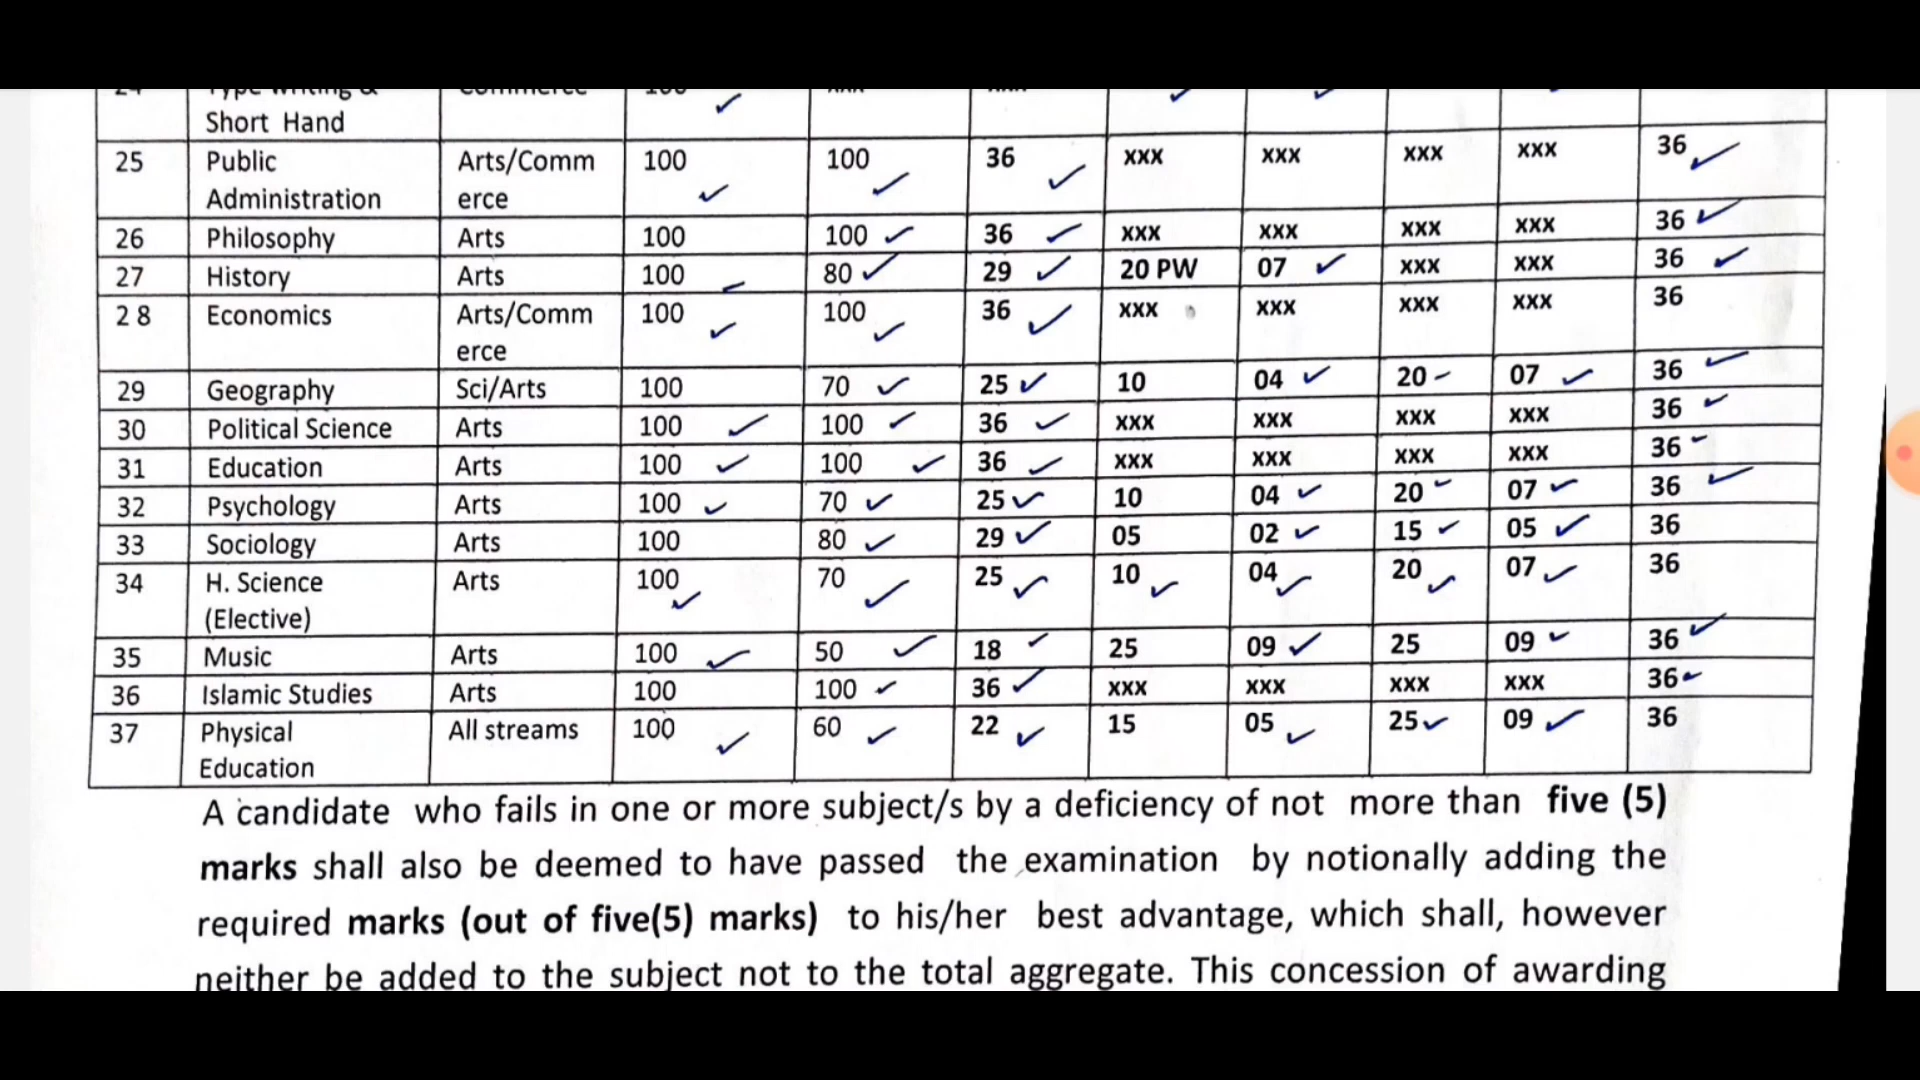 Short Hand
25 Public Administration Arts/Commerce 100 100 36 xxx xxx xxx xxx 36
26 Philosophy Arts 100 100 36 xxx xxx xxx xxx 36
27 History Arts 100 80 29 20 PW 07 xxx xxx 36
2 8 Economics Arts/Commerce 100 100 36 xxx xxx xxx xxx 36
29 Geography Sci/Arts 100 70 25 10 04 20 07 36
30 Political Science Arts 100 100 36 xxx xxx xxx xxx 36
31 Education Arts 100 100 36 xxx xxx xxx xxx 36
32 Psychology Arts 100 70 25 10 04 20 07 36
33 Sociology Arts 100 80 29 05 02 15 05 36
34 H. Science (Elective) Arts 100 70 25 10 04 20 07 36
35 Music Arts 100 50 18 25 09 25 09 36
36 Islamic Studies Arts 100 100 36 xxx xxx xxx xxx 36
37 Physical Education All streams 100 60 22 15 05 25 09 36
A candidate who fails in one or more subject/s by a deficiency of not more than five (5)
marks shall also be deemed to have passed the examination by notionally adding the
required marks (out of five(5) marks) to his/her best advantage, which shall, however
neither be added to the subject not to the total aggregate. This concession of awarding